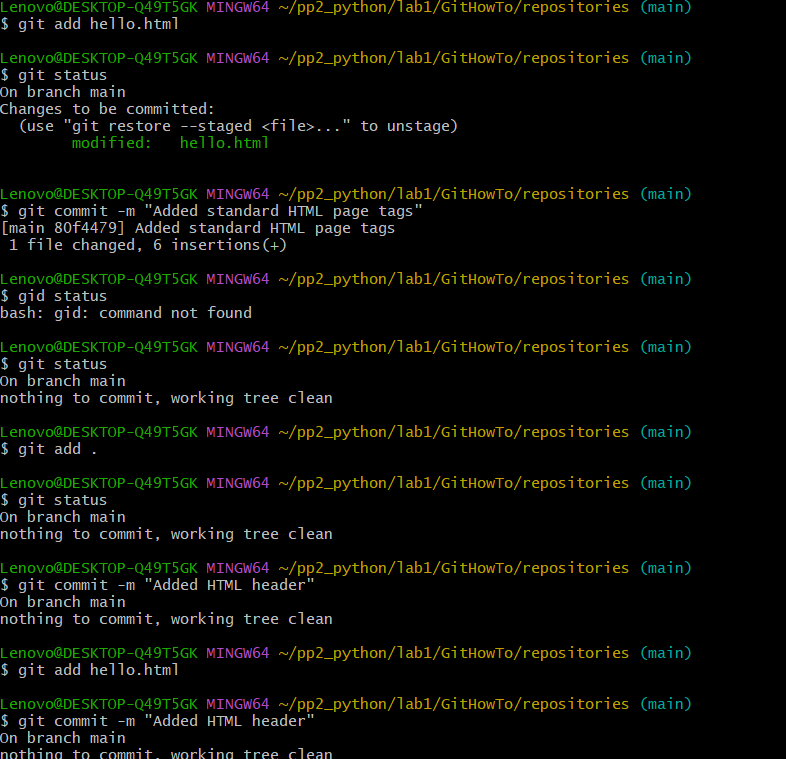 Lenovo@DESKTOP-Q49T5GK MINGW64 ~/pp2_python/lab1/GitHowTo/repositories (main)
$ git add hello.html
Lenovo@DESKTOP-Q49T5GK MINGW64 ~/pp2_python/lab1/GitHowTo/repositories (main)
$ git status
On branch main
Changes to be committed:
  (use "git restore --staged <file>..." to unstage)
        modified:   hello.html
Lenovo@DESKTOP-Q49T5GK MINGW64 ~/pp2_python/lab1/GitHowTo/repositories (main)
$ git commit -m "Added standard HTML page tags"
[main 80f4479] Added standard HTML page tags
 1 file changed, 6 insertions(+)
Lenovo@DESKTOP-Q49T5GK MINGW64 ~/pp2_python/lab1/GitHowTo/repositories (main)
$ gid status
bash: gid: command not found
Lenovo@DESKTOP-Q49T5GK MINGW64 ~/pp2_python/lab1/GitHowTo/repositories (main)
$ git status
On branch main
nothing to commit, working tree clean
Lenovo@DESKTOP-Q49T5GK MINGW64 ~/pp2_python/lab1/GitHowTo/repositories (main)
$ git add .
Lenovo@DESKTOP-Q49T5GK MINGW64 ~/pp2_python/lab1/GitHowTo/repositories (main)
$ git status
On branch main
nothing to commit, working tree clean
Lenovo@DESKTOP-Q49T5GK MINGW64 ~/pp2_python/lab1/GitHowTo/repositories (main)
$ git commit -m "Added HTML header"
On branch main
nothing to commit, working tree clean
Lenovo@DESKTOP-Q49T5GK MINGW64 ~/pp2_python/lab1/GitHowTo/repositories (main)
$ git add hello.html
Lenovo@DESKTOP-Q49T5GK MINGW64 ~/pp2_python/lab1/GitHowTo/repositories (main)
$ git commit -m "Added HTML header"
On branch main
nothing to commit, working tree clean